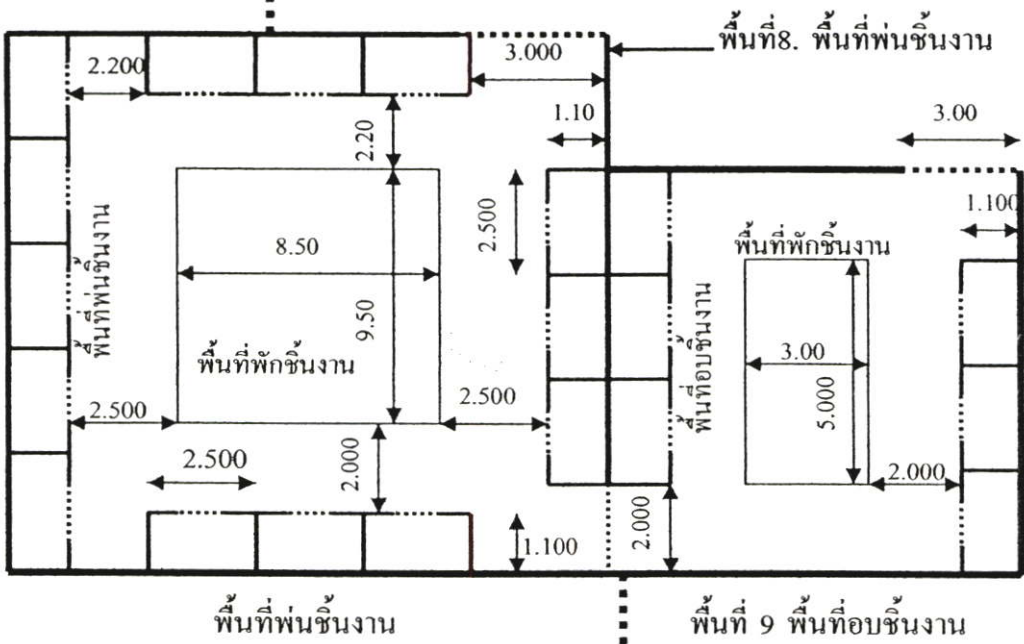 พื้นที่8. พื้นที่พ่นชิ้นงาน
2.200
3.000
1.10
3.00
2.20
1.100
2.500
พื้นที่พ่นชิ้นงาน
8.50
พื้นที่พักชิ้นงาน
9.50
พื้นที่อบชิ้นงาน
3.00
พื้นที่พักชิ้นงาน
5.000
2.500
2.500
2.500
2.000
2.000
2.000
1.100
พื้นที่พ่นชิ้นงาน
พื้นที่ 9 พื้นที่อบชิ้นงาน